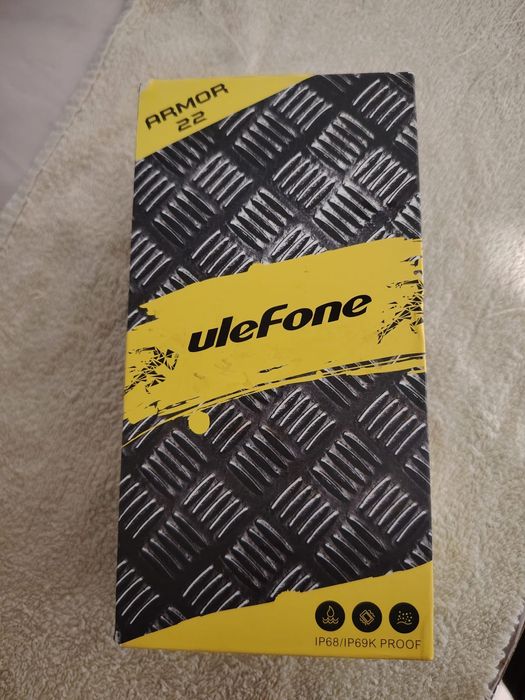 ARMOR
22
uleFone
IP68/IP69K PROOF